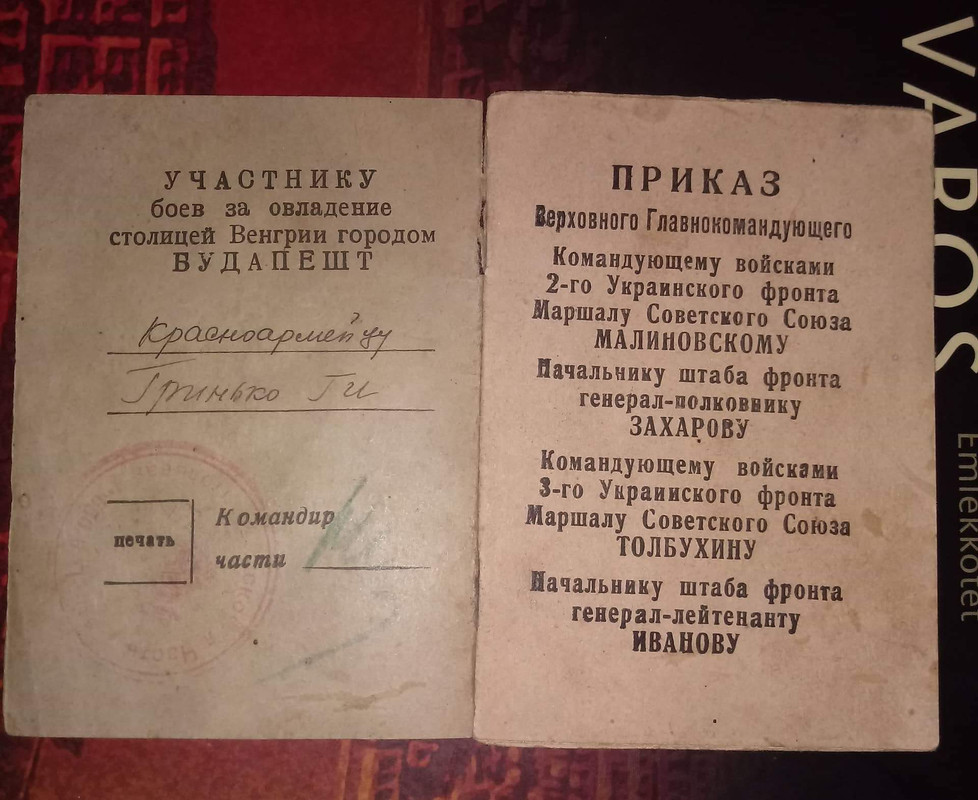 УЧАСТНИКУ
боев за овладение
столицей Венгрии городом
БУДАПЕШТ
Красноармейцу
Гринько Г И
печать
Командир
части
ПРИКАЗ
Верховного Главнокомандующего
Командующему войсками
2-го Украинского фронта
Маршалу Советского Союза
МАЛИНОВСКОМУ
Начальнику штаба фронта
генерал-полковнику
ЗАХАРОВУ
Командующему войсками
3-го Украинского фронта
Маршалу Советского Союза
ТОЛБУХИНУ
Начальнику штаба фронта
генерал-лейтенанту
ИВАНОВУ
VÁROS
Emlékkötet